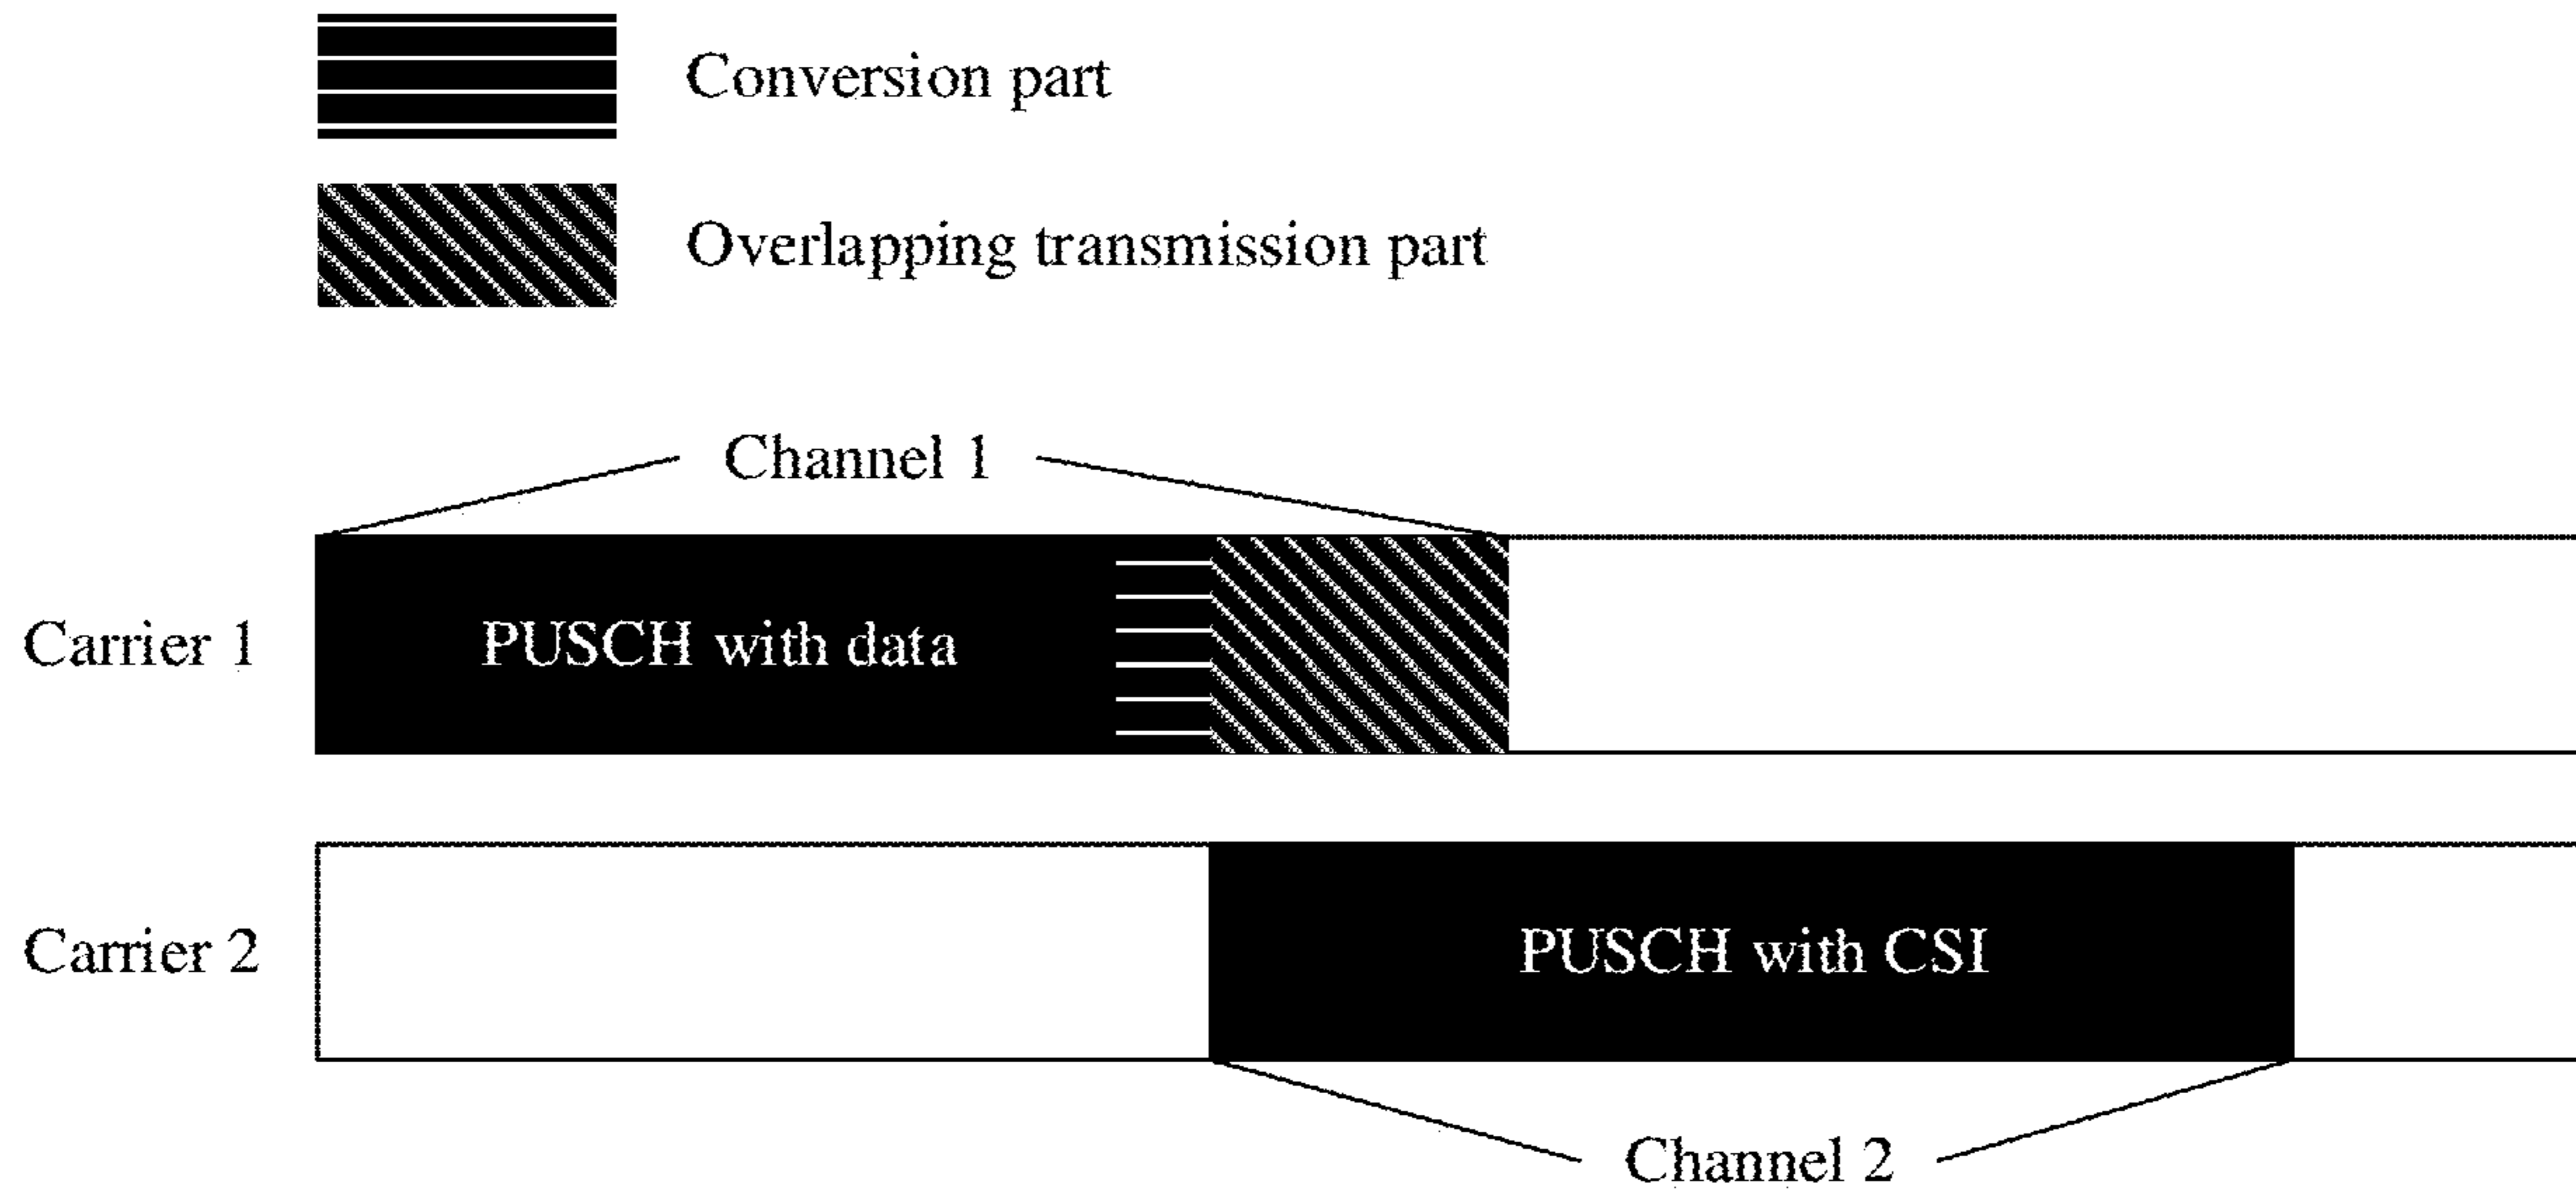 Conversion part
Overlapping transmission part
Channel 1
Carrier 1
PUSCH with data
Carrier 2
PUSCH with CSI
Channel 2